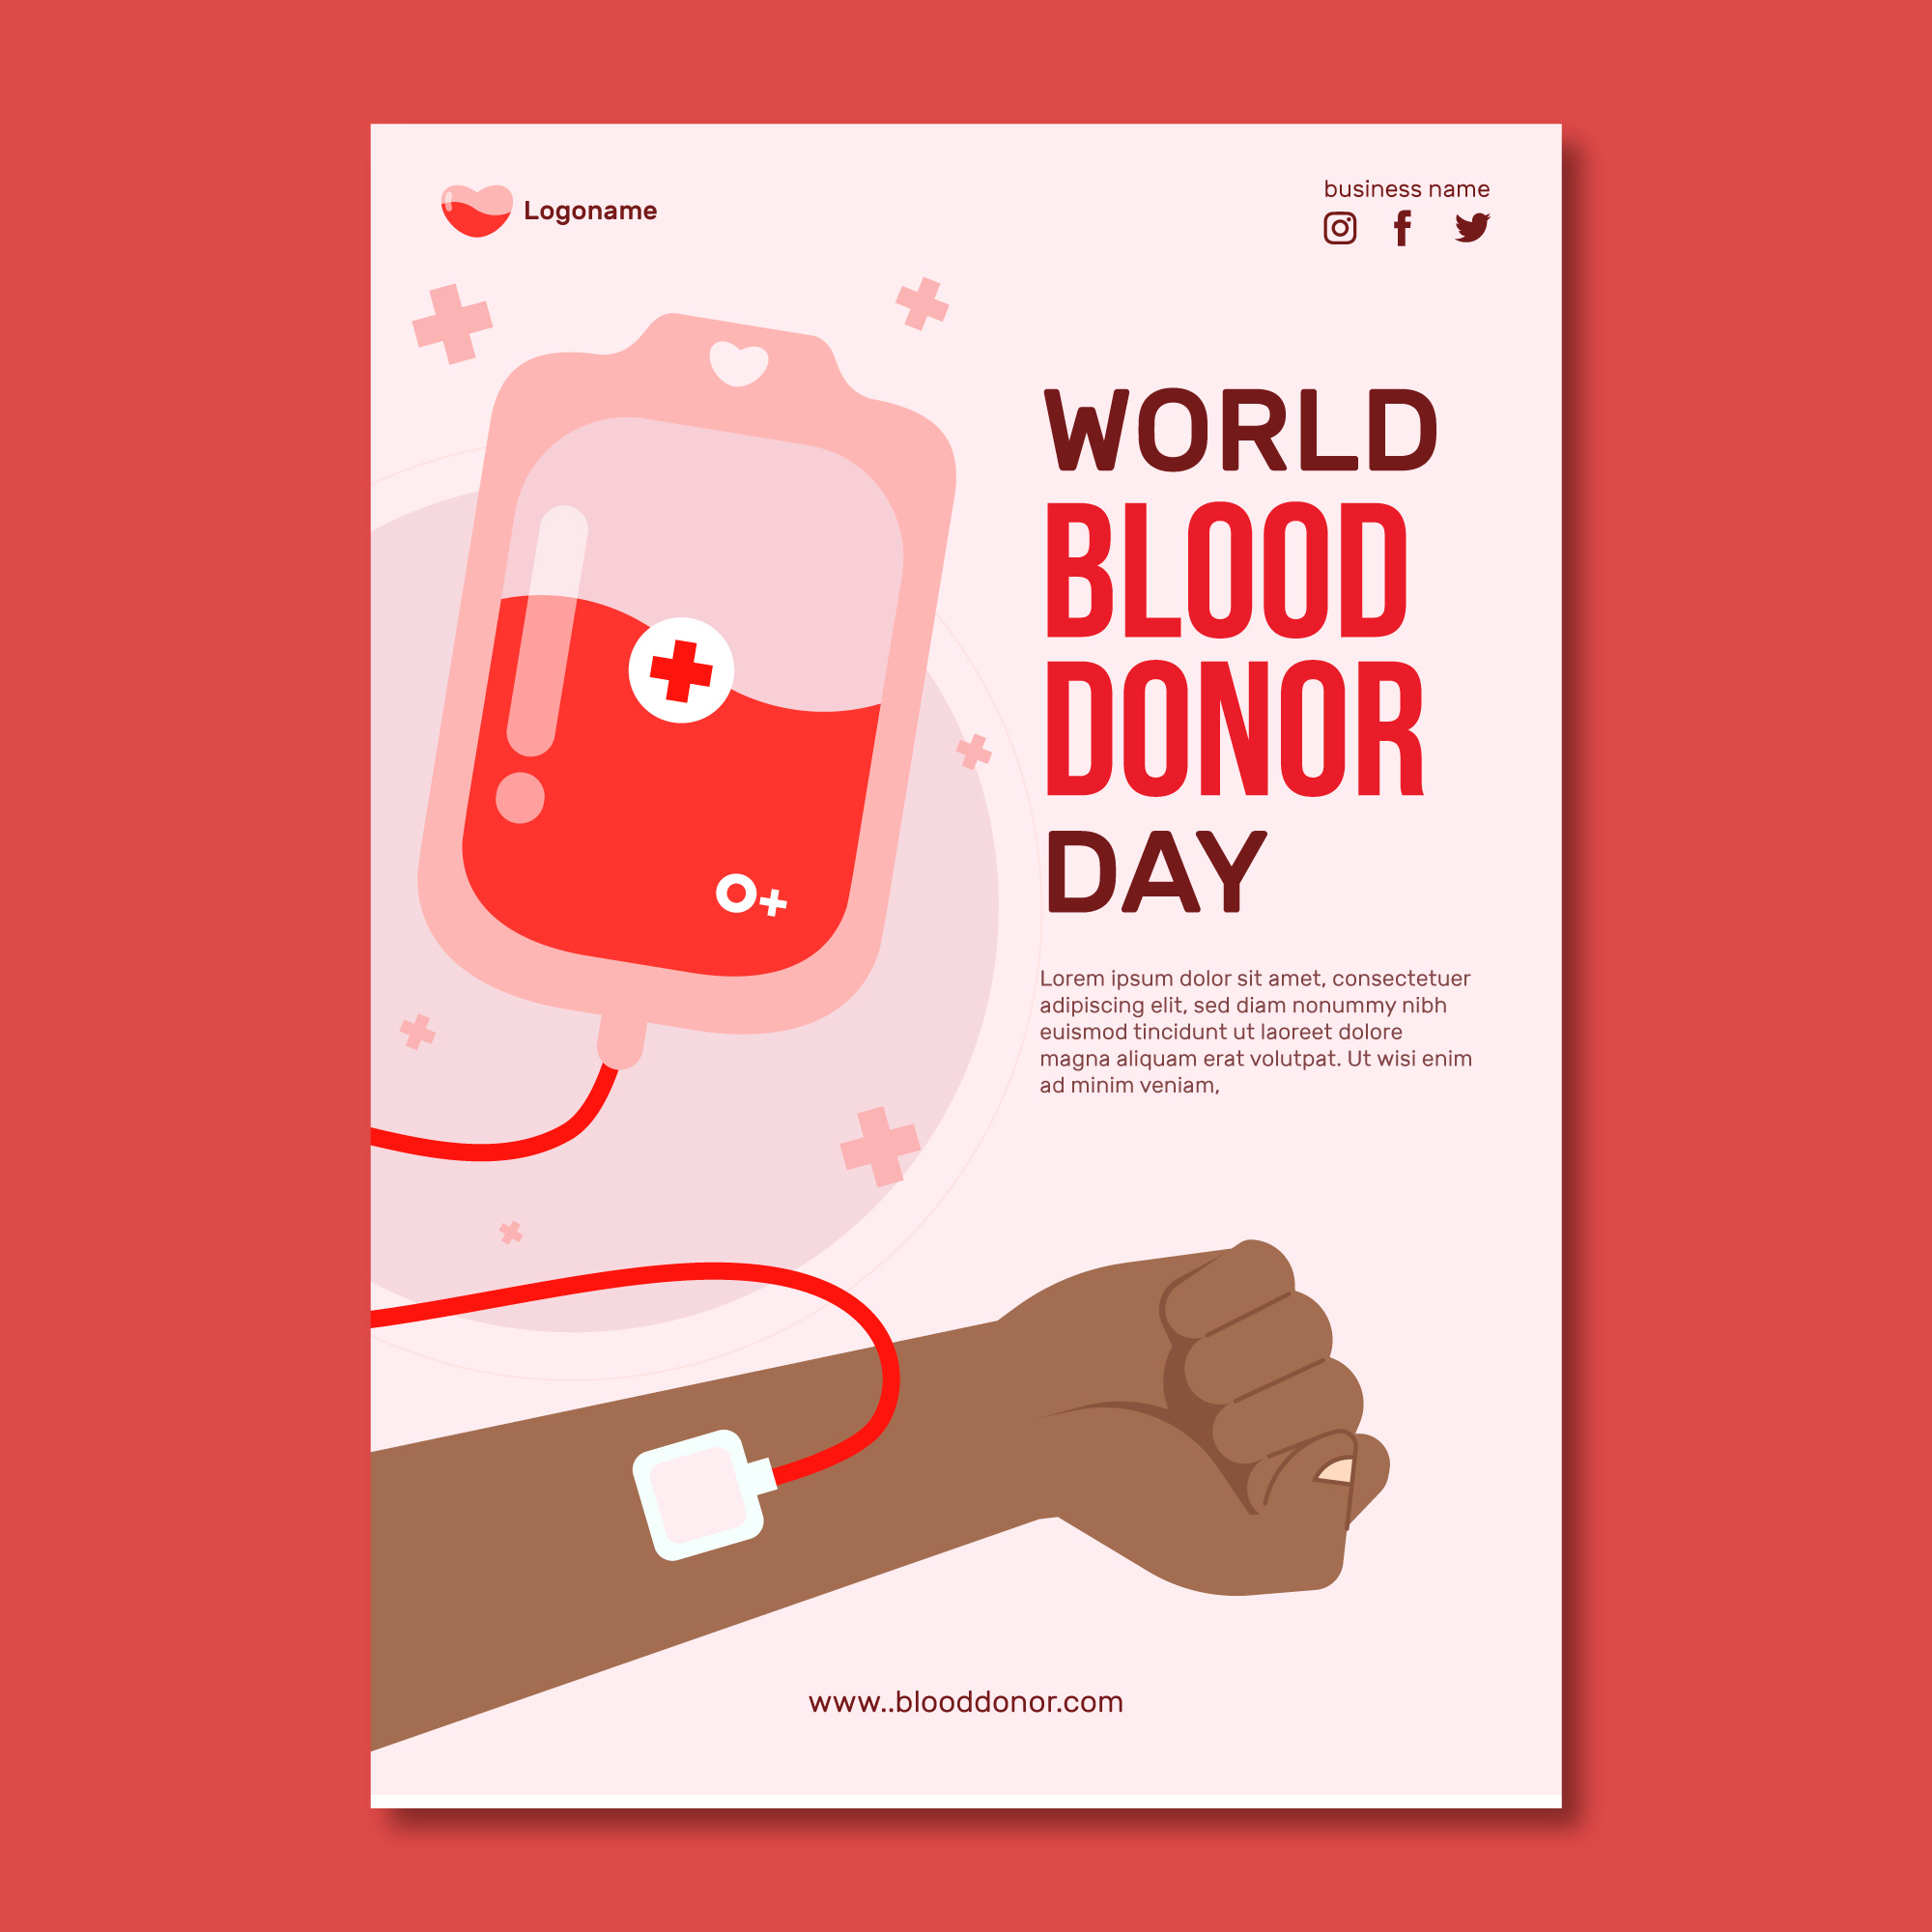 Logoname
business name
WORLD
BLOOD
DONOR
DAY
Lorem ipsum dolor sit amet, consectetuer
adipiscing elit, sed diam nonummy nibh
euismod tincidunt ut laoreet dolore
magna aliquam erat volutpat. Ut wisi enim
ad minim veniam,
O+
www..blooddonor.com